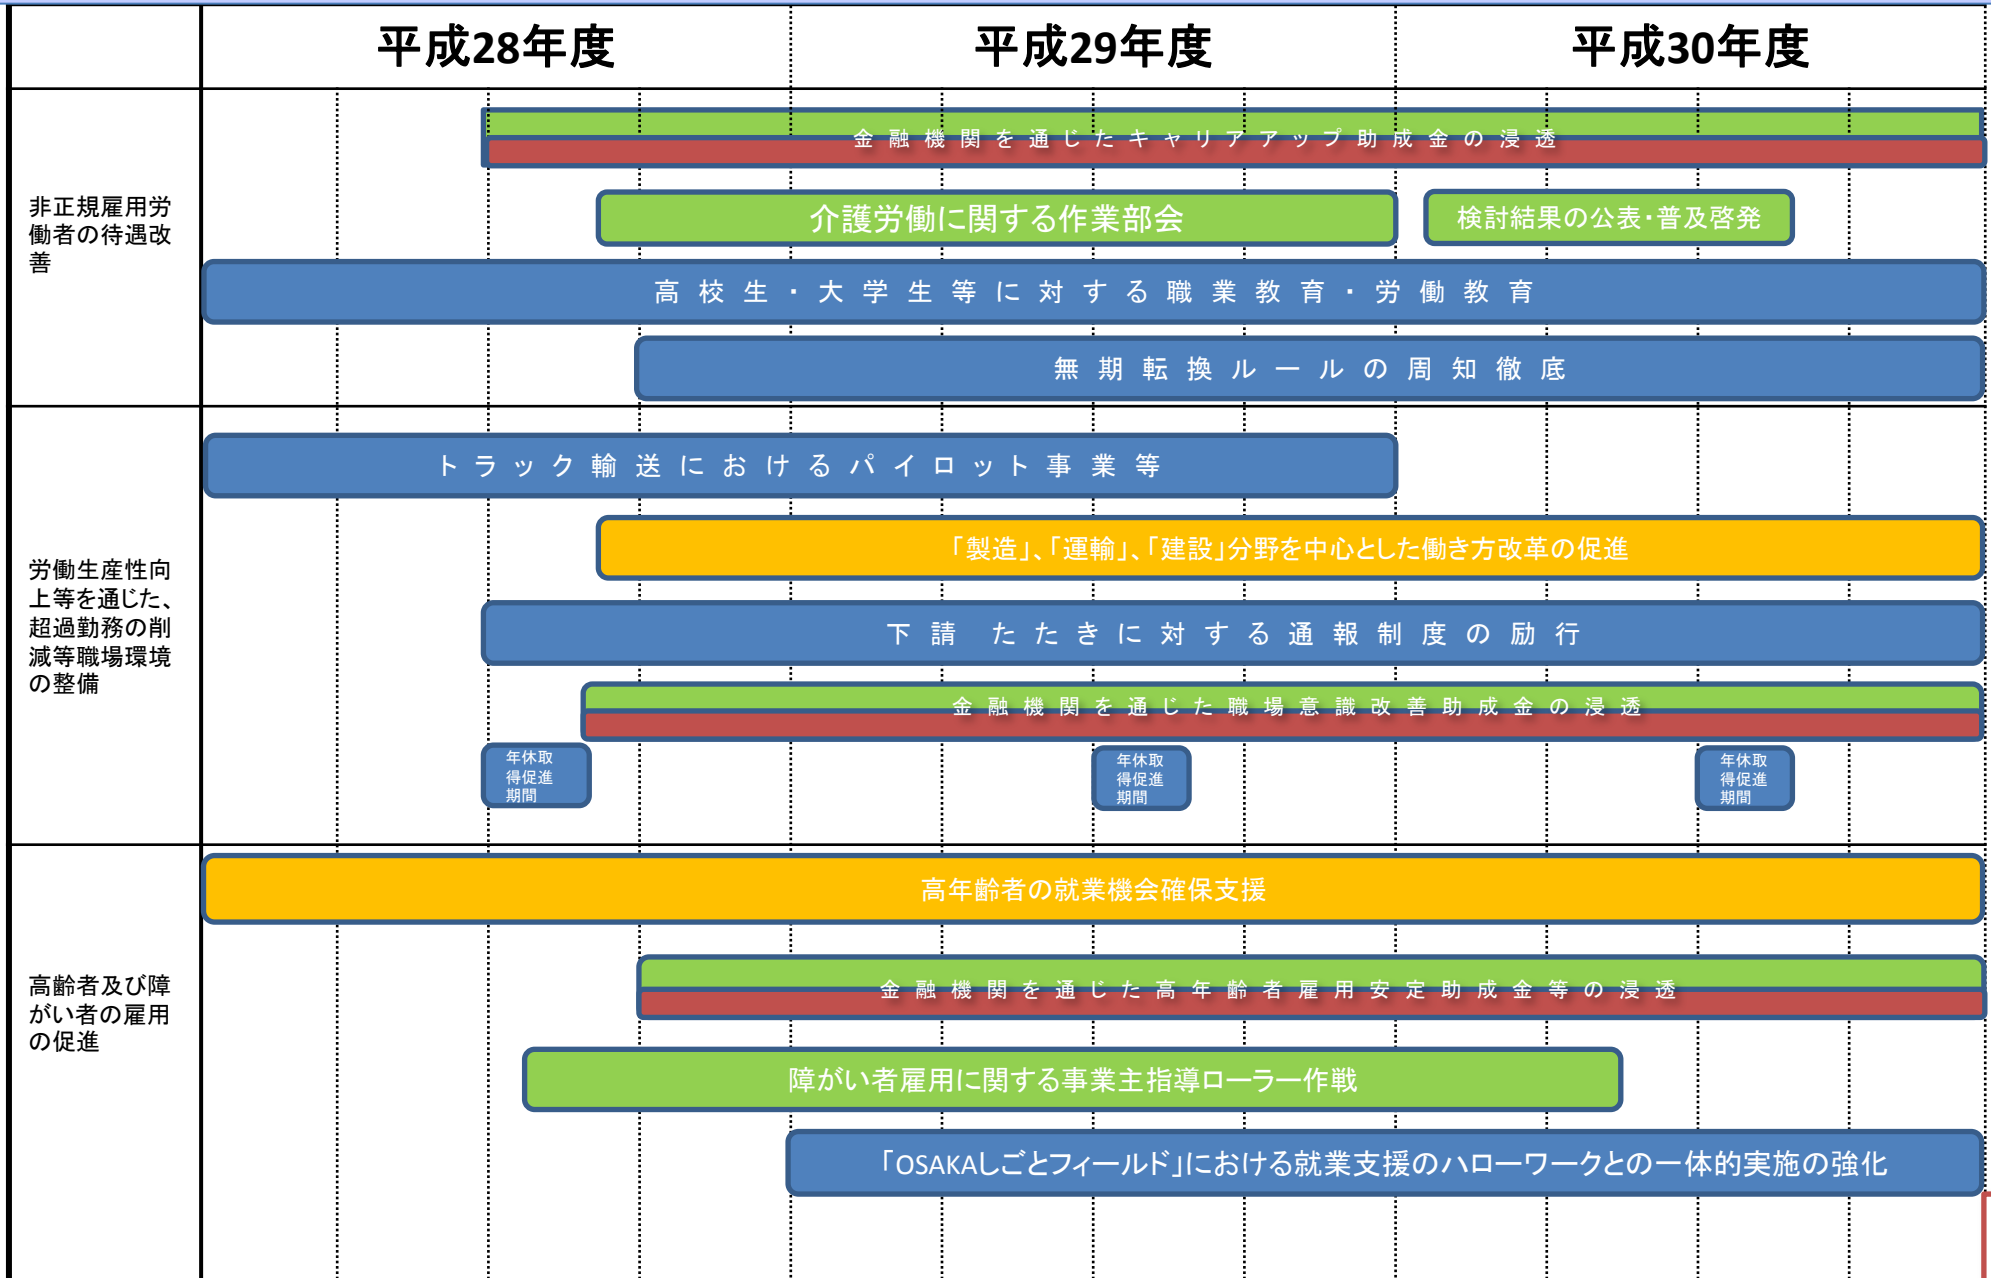 平成28年度
平成29年度
平成30年度
非正規雇用労
働者の待遇改
善
金融機関を通じたキャリアアップ助成金の浸透
介護労働に関する作業部会
検討結果の公表・普及啓発
高校生・大学生等に対する職業教育・労働教育
無期転換ルールの周知徹底
労働生産性向
上等を通じた、
超過勤務の削
減等職場環境
の整備
トラック輸送におけるパイロット事業等
「製造」、「運輸」、「建設」分野を中心とした働き方改革の促進
下請 たたきに対する通報制度の励行
金融機関を通じた職場意識改善助成金の浸透
年休取
得促進
期間
年休取
得促進
期間
年休取
得促進
期間
高齢者及び障
がい者の雇用
の促進
高年齢者の就業機会確保支援
金融機関を通じた高年齢者雇用安定助成金等の浸透
障がい者雇用に関する事業主指導ローラー作戦
「OSAKAしごとフィールド」における就業支援のハローワークとの一体的実施の強化